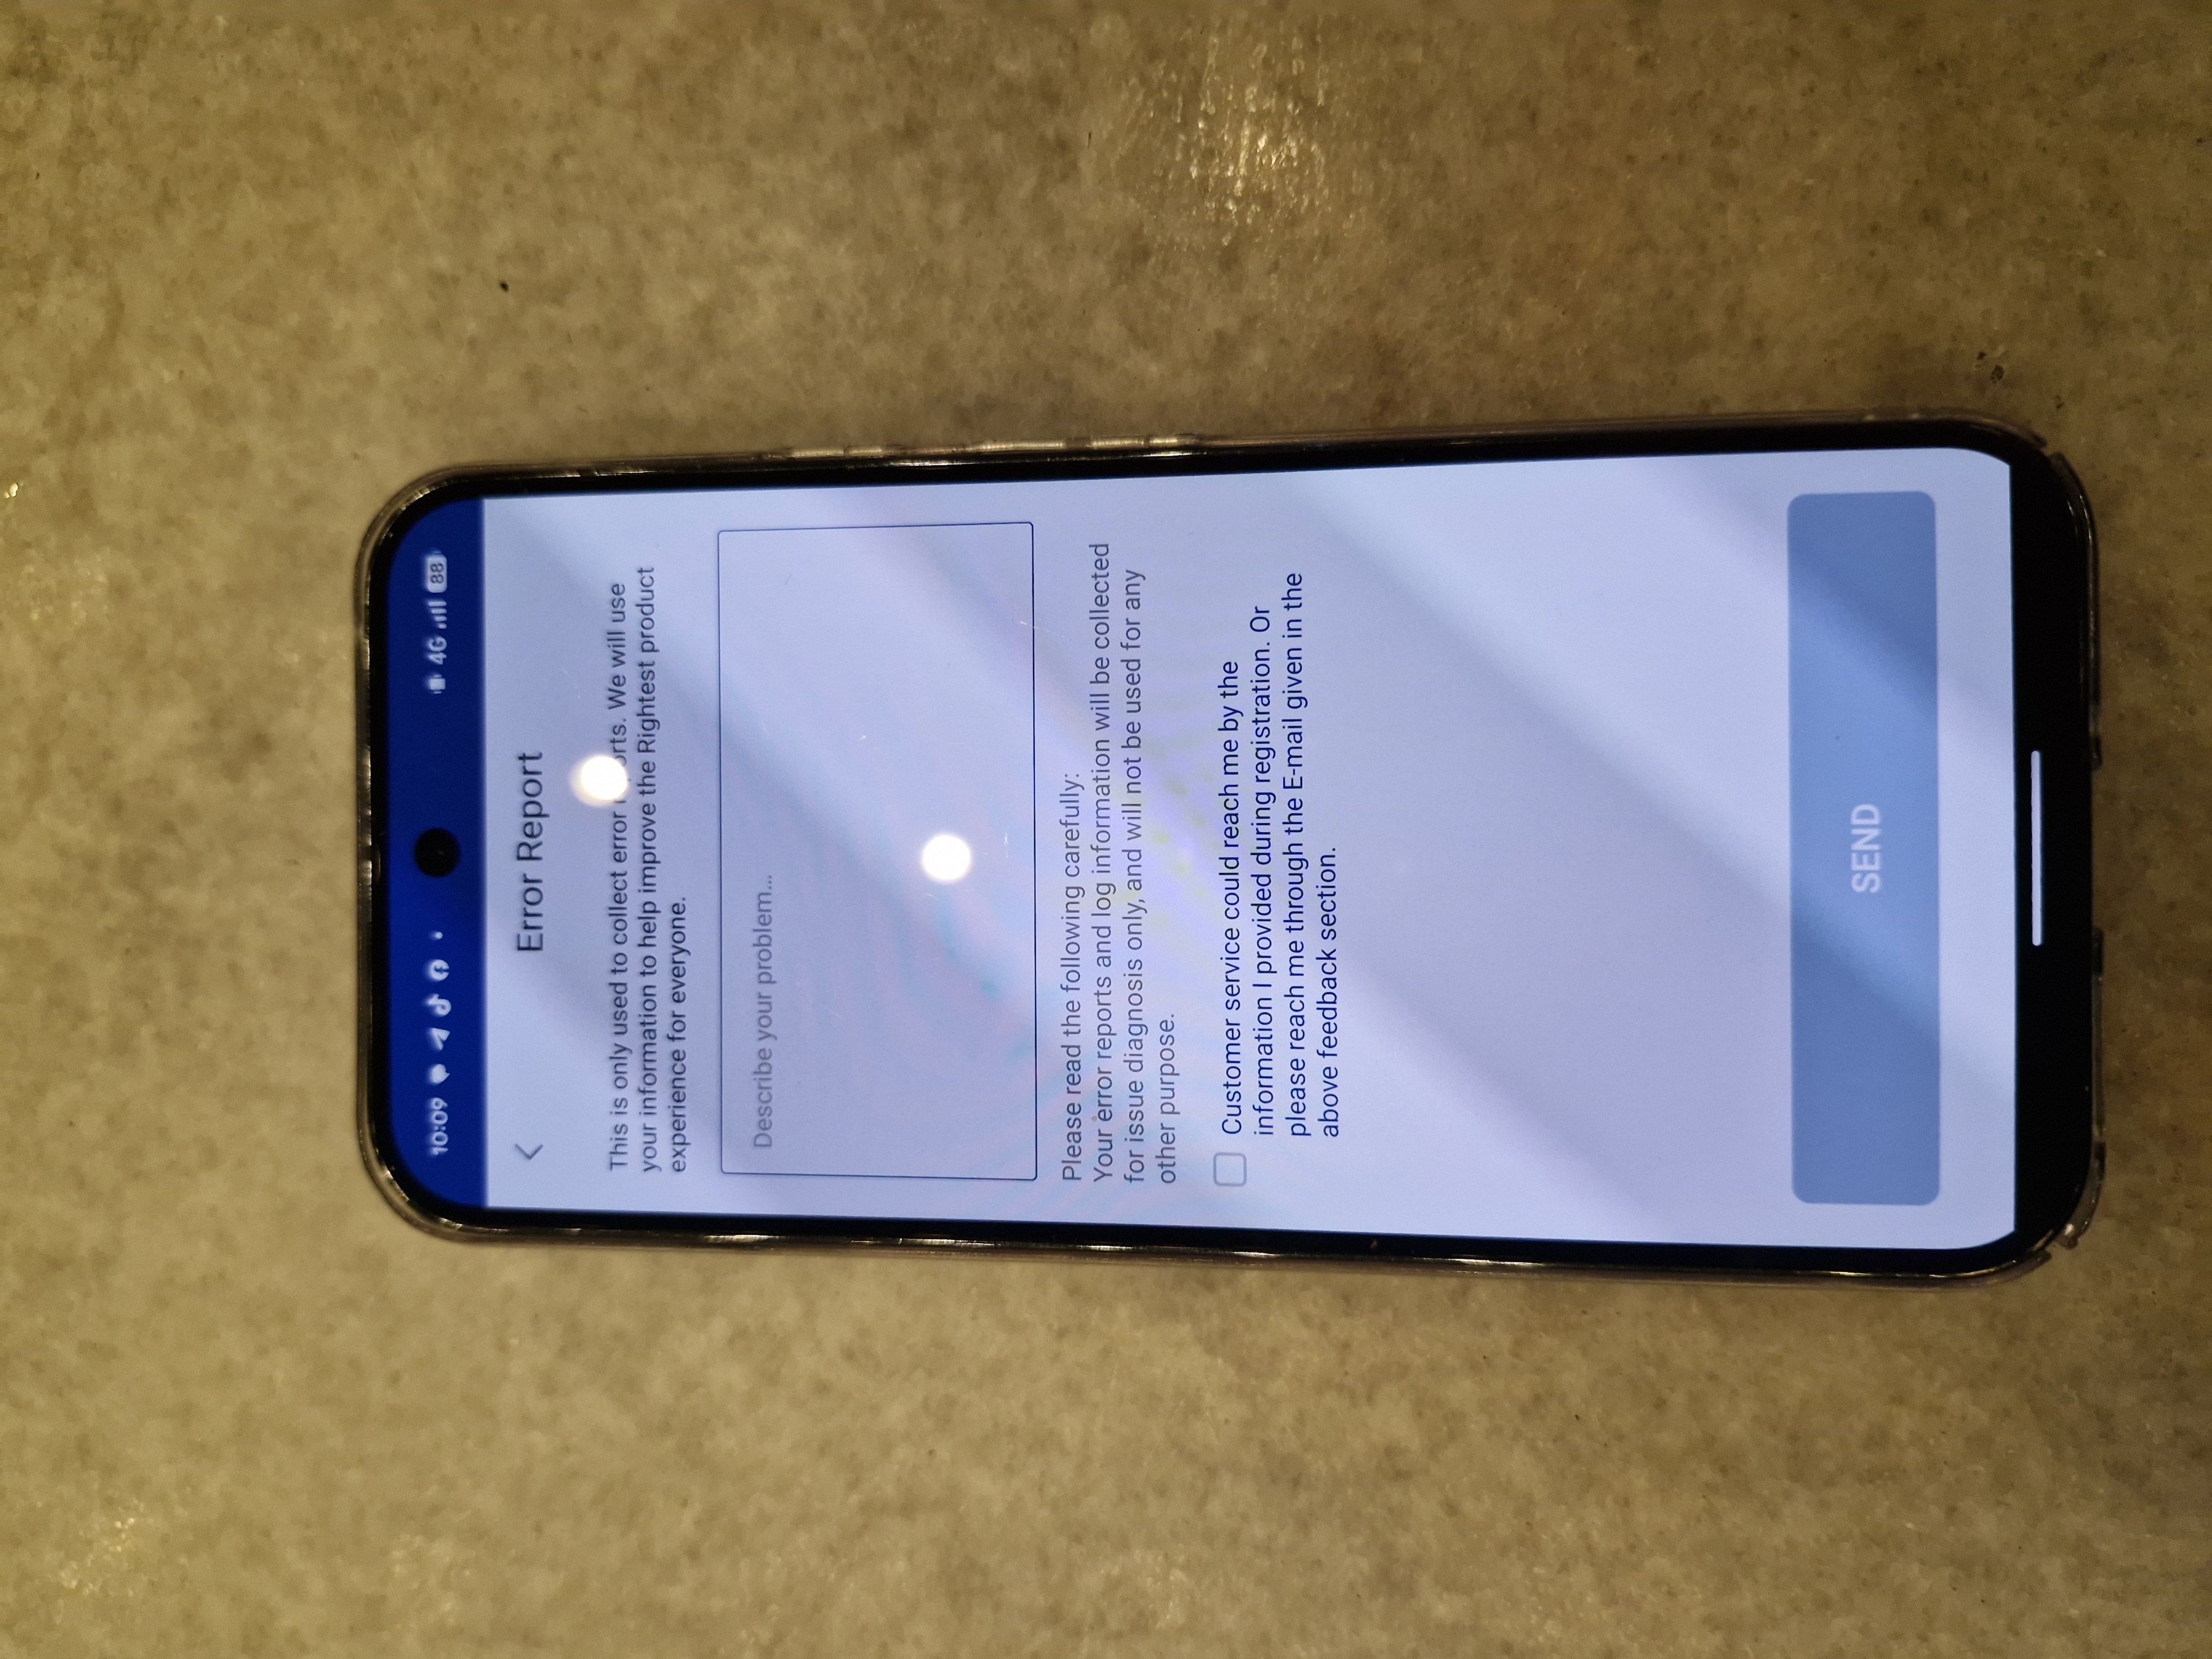 10:09 4G 88
Error Report
This is only used to collect error We will use
your information to help improve the Rightest product
experience for everyone.
Describe your problem...
Please read the following carefully:
Your error reports and log information will be collected
for issue diagnosis only, and will not be used for any
other purpose.
Customer service could reach me by the
information I provided during registration. Or
please reach me through the E-mail given in the
above feedback section.
SEND